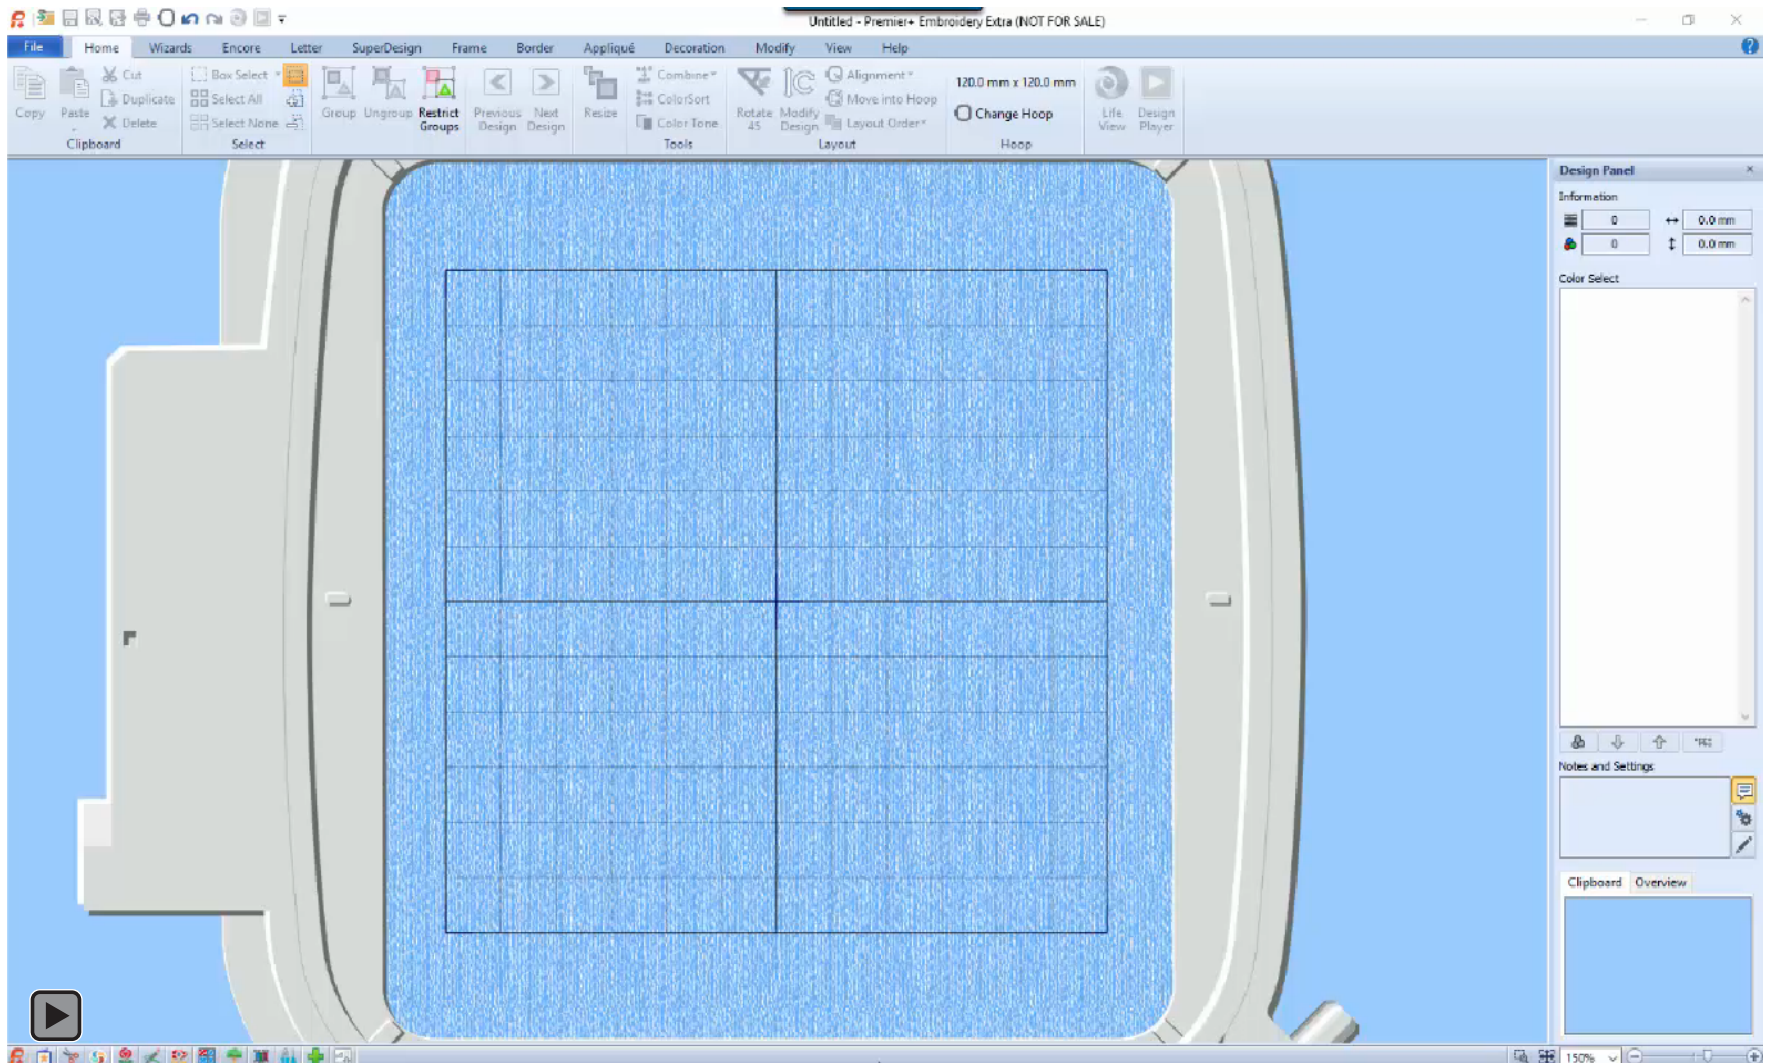 Untitled - Premier+ Embroidery Extra (NOT FOR SALE)
File Home Wizards Encore Letter SuperDesign Frame Border Appliqué Decoration Modify View Help
Copy
Paste
Cut
Duplicate
Delete
Clipboard
Box Select
Select All
Select None
Select
Group
Ungroup
Restrict
Groups
Previous
Design
Next
Design
Resize
Combine
ColorSort
Color Tone
Tools
Rotate
45
Modify
Design
Alignment
Move into Hoop
Layout Order
Layout
120.0 mm x 120.0 mm
Change Hoop
Hoop
Life
View
Design
Player
Design Panel
Information
0 0.0 mm
0 0.0 mm
Color Select
Notes and Settings
Clipboard Overview
150%